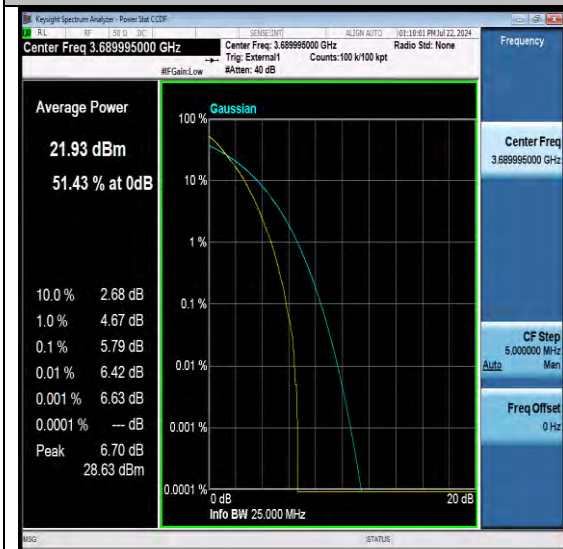 Keysight Spectrum Analyzer - Power Stat CCDF
RL RF 50 Ω DC SENSE:INT ALIGN AUTO 01:10:01 PM Jul 22, 2024
Center Freq 3.689995000 GHz
Center Freq: 3.689995000 GHz Radio Std: None
Trig: External1 Counts:100 k/100 kpt
#IFGain:Low #Atten: 40 dB
Frequency
Average Power
21.93 dBm
51.43 % at 0dB
10.0 % 2.68 dB
1.0 % 4.67 dB
0.1 % 5.79 dB
0.01 % 6.42 dB
0.001 % 6.63 dB
0.0001 % --- dB
Peak 6.70 dB
28.63 dBm
Gaussian
100 %
10 %
1 %
0.1 %
0.01 %
0.001 %
0.0001 %
0 dB 20 dB
Info BW 25.000 MHz
Center Freq
3.689995000 GHz
CF Step
5.000000 MHz
Auto Man
Freq Offset
0 Hz
MSG STATUS